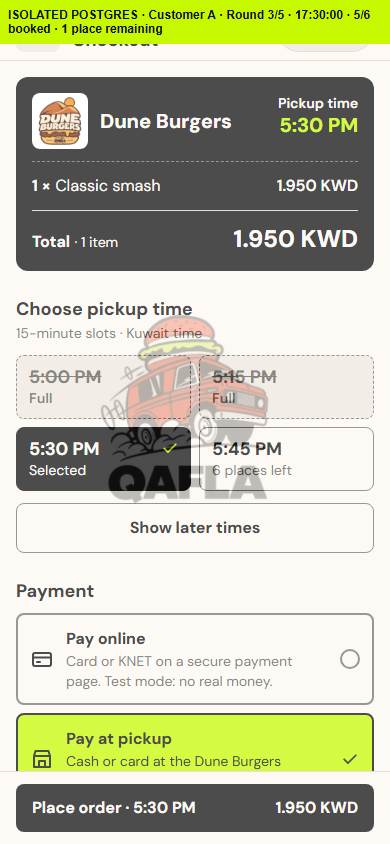 ISOLATED POSTGRES · Customer A · Round 3/5 · 17:30:00 · 5/6
booked · 1 place remaining
Checkout
DUNE BURGERS
Dune Burgers
Pickup time
5:30 PM
1 × Classic smash
1.950 KWD
Total · 1 item
1.950 KWD
Choose pickup time
15-minute slots · Kuwait time
5:00 PM
Full
5:15 PM
Full
5:30 PM
Selected
5:45 PM
6 places left
QAFLA
Show later times
Payment
Pay online
Card or KNET on a secure payment
page. Test mode: no real money.
Pay at pickup
Cash or card at the Dune Burgers
Place order · 5:30 PM
1.950 KWD